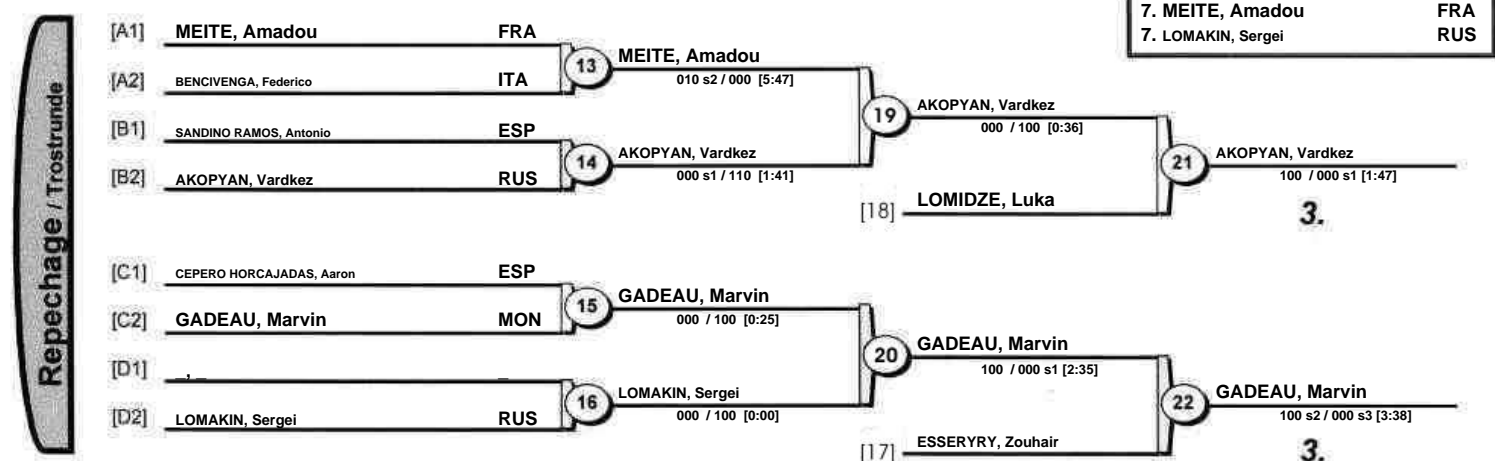 7. MEITE, Amadou FRA
7. LOMAKIN, Sergei RUS
Repechage / Trostrunde
[A1] MEITE, Amadou FRA
13 MEITE, Amadou
010 s2 / 000 [5:47]
[A2] BENCIVENGA, Federico ITA
19 AKOPYAN, Vardkez
000 / 100 [0:36]
[B1] SANDINO RAMOS, Antonio ESP
14 AKOPYAN, Vardkez
000 s1 / 110 [1:41]
21 AKOPYAN, Vardkez
100 / 000 s1 [1:47]
[B2] AKOPYAN, Vardkez RUS
[18] LOMIDZE, Luka
3.
[C1] CEPERO HORCAJADAS, Aaron ESP
15 GADEAU, Marvin
000 / 100 [0:25]
[C2] GADEAU, Marvin MON
20 GADEAU, Marvin
100 / 000 s1 [2:35]
[D1] _, _ _
16 LOMAKIN, Sergei
000 / 100 [0:00]
22 GADEAU, Marvin
100 s2 / 000 s3 [3:38]
[D2] LOMAKIN, Sergei RUS
[17] ESSERYRY, Zouhair
3.